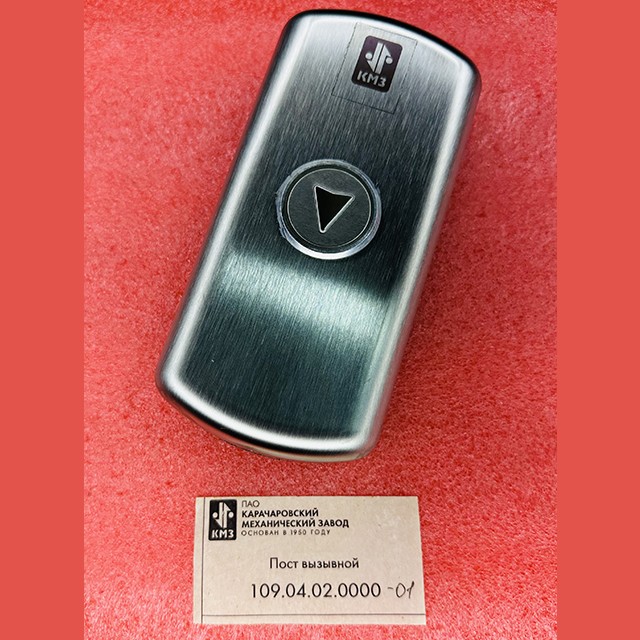 КМЗ
ПАО
КАРАЧАРОВСКИЙ
МЕХАНИЧЕСКИЙ ЗАВОД
ОСНОВАН В 1950 ГОДУ
КМЗ
Пост вызывной
109.04.02.0000 -01